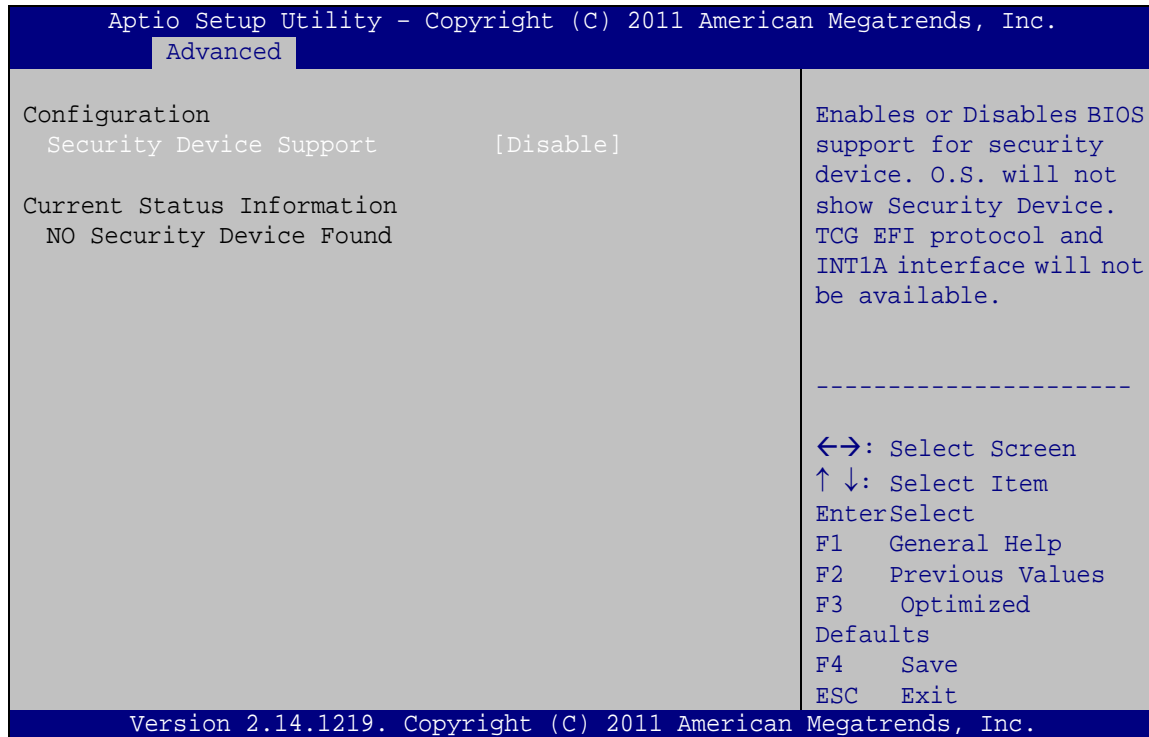 Aptio Setup Utility – Copyright (C) 2011 American Megatrends, Inc.
Advanced
Configuration
Security Device Support [Disable]
Current Status Information
NO Security Device Found
Enables or Disables BIOS
support for security
device. O.S. will not
show Security Device.
TCG EFI protocol and
INT1A interface will not
be available.
----------------------
←→: Select Screen
↑ ↓: Select Item
EnterSelect
F1 General Help
F2 Previous Values
F3 Optimized
Defaults
F4 Save
ESC Exit
Version 2.14.1219. Copyright (C) 2011 American Megatrends, Inc.